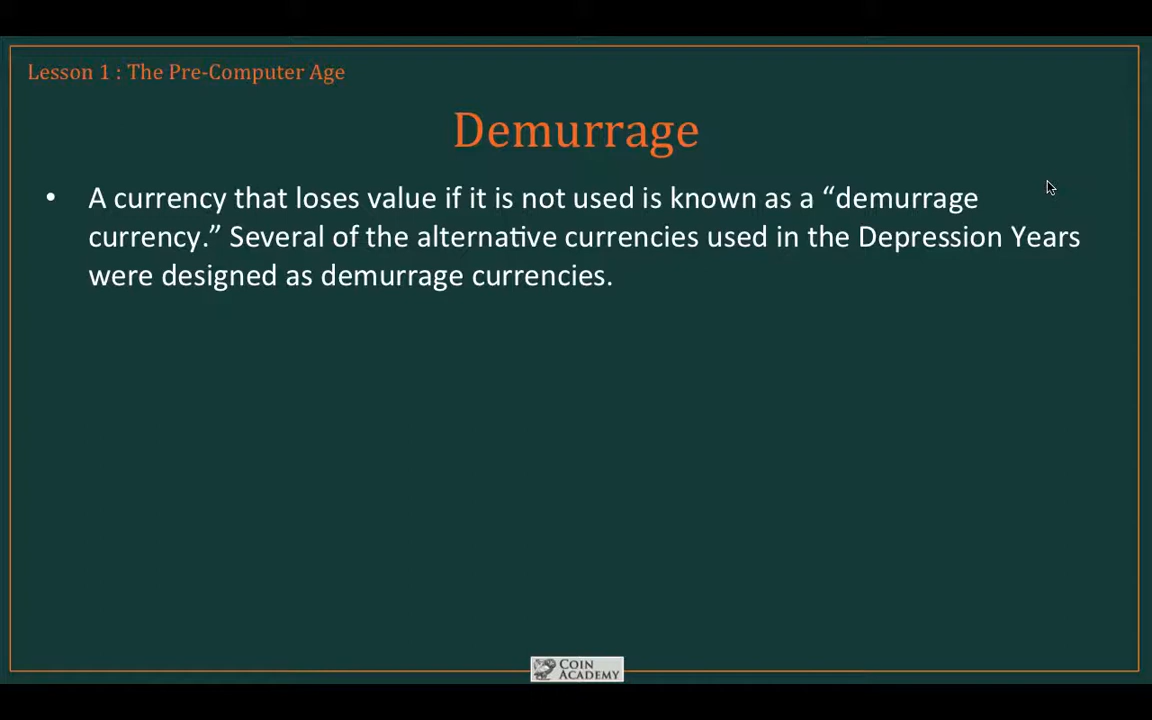 Lesson 1 : The Pre-Computer Age
Demurrage
• A currency that loses value if it is not used is known as a “demurrage
currency.” Several of the alternative currencies used in the Depression Years
were designed as demurrage currencies.
COIN
ACADEMY